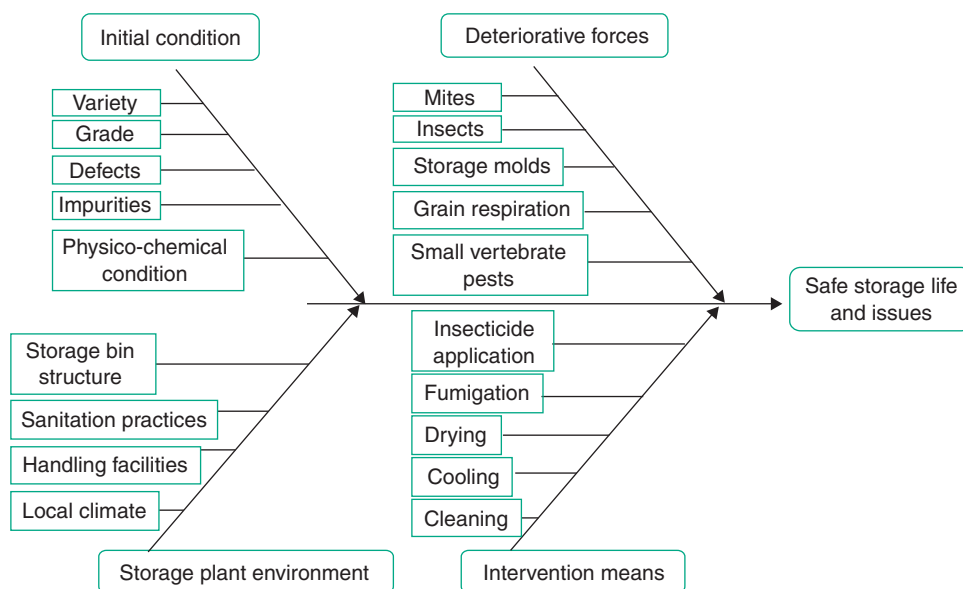 Initial condition
Variety
Grade
Defects
Impurities
Physico-chemical
condition
Deteriorative forces
Mites
Insects
Storage molds
Grain respiration
Small vertebrate
pests
Safe storage life
and issues
Storage bin
structure
Sanitation practices
Handling facilities
Local climate
Storage plant environment
Insecticide
application
Fumigation
Drying
Cooling
Cleaning
Intervention means